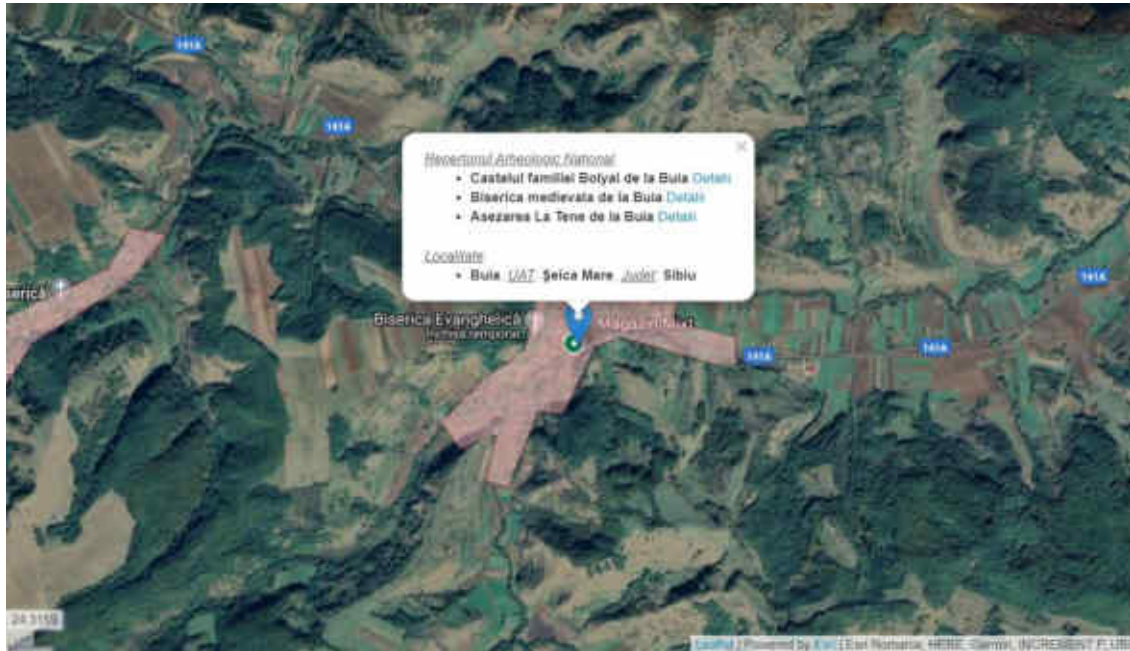 141A
141A
Repertoriul Arheologic National
• Castelul familiei Bolyai de la Buia Detalii
• Biserica medievala de la Buia Detalii
• Asezarea La Tene de la Buia Detalii
Localitate
• Buia UAT Șeica Mare Judet Sibiu
141A
Biserica Evanghelică
141A
141A
Leaflet | Powered by Esri | Esri Romania, HERE, Garmin, INCREMENT P, USGS